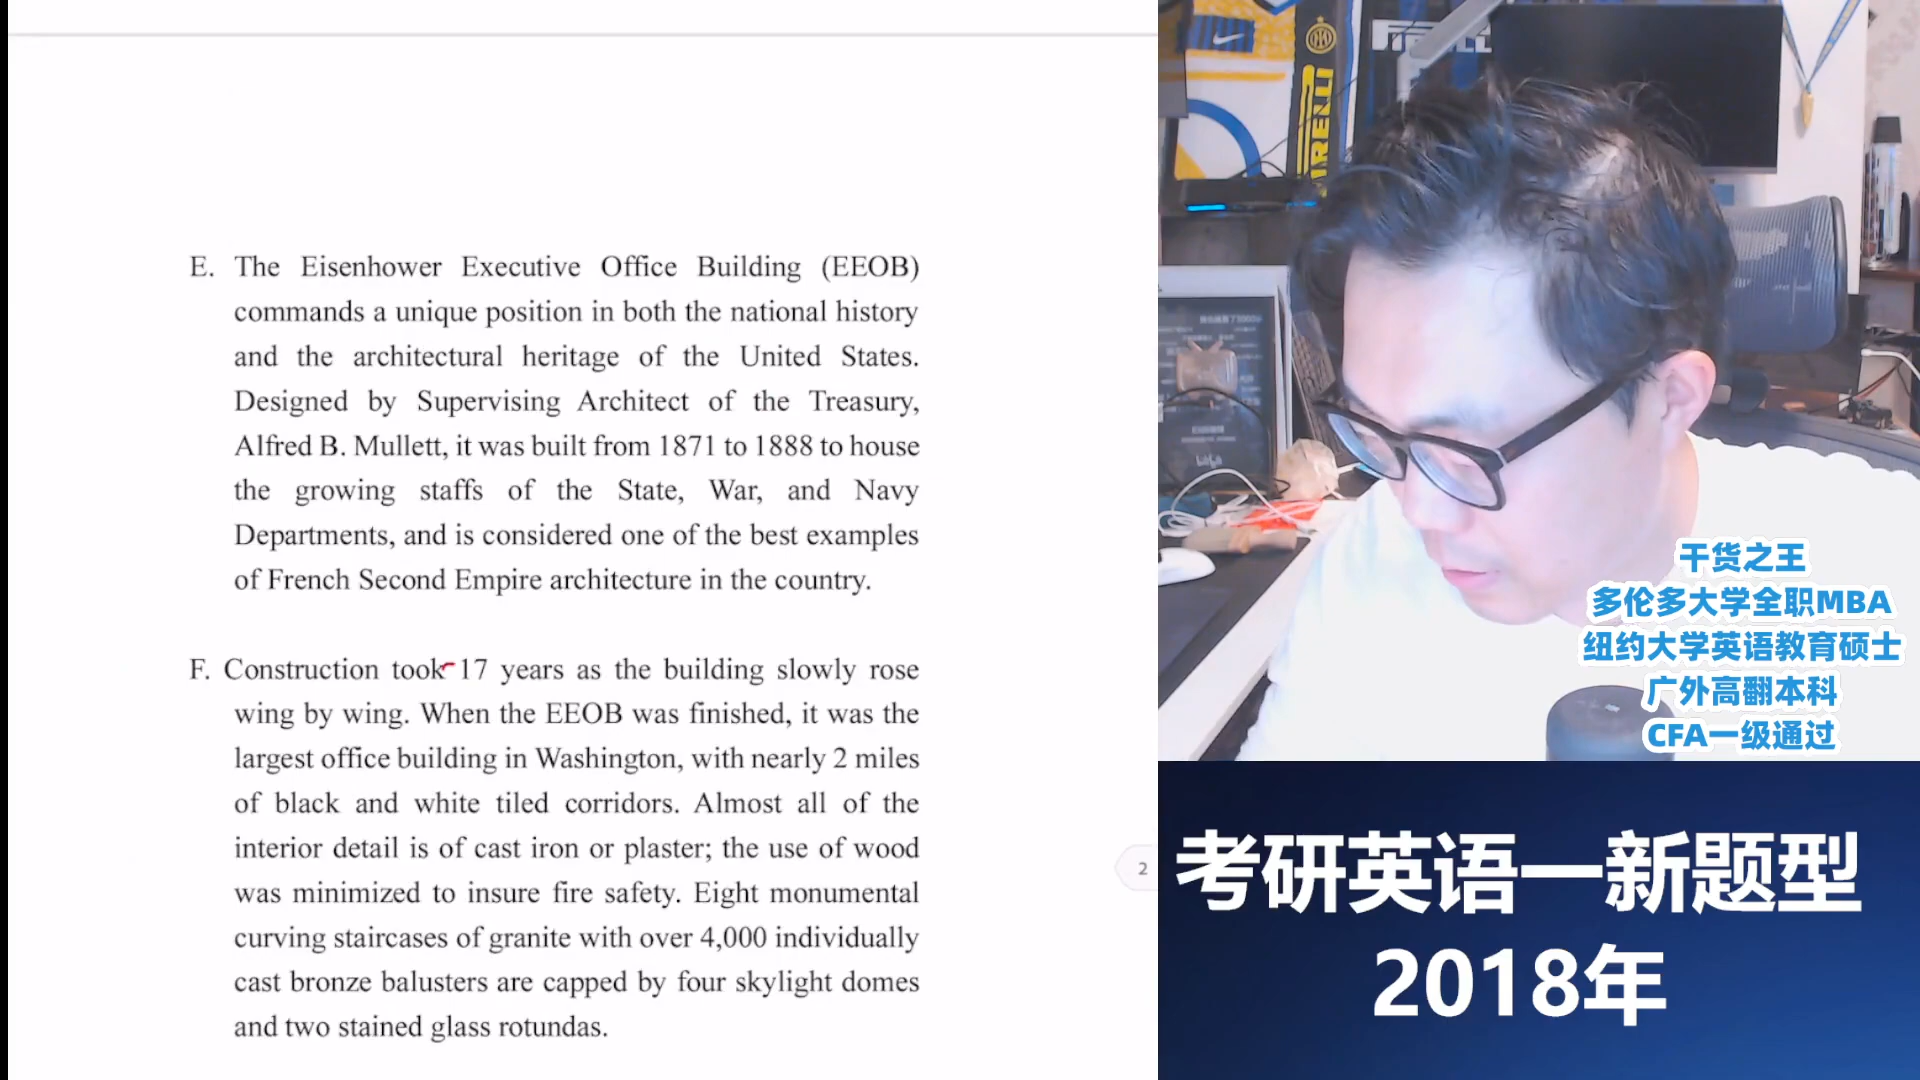 E. The Eisenhower Executive Office Building (EEOB)
commands a unique position in both the national history
and the architectural heritage of the United States.
Designed by Supervising Architect of the Treasury,
Alfred B. Mullett, it was built from 1871 to 1888 to house
the growing staffs of the State, War, and Navy
Departments, and is considered one of the best examples
of French Second Empire architecture in the country.
F. Construction took 17 years as the building slowly rose
wing by wing. When the EEOB was finished, it was the
largest office building in Washington, with nearly 2 miles
of black and white tiled corridors. Almost all of the
interior detail is of cast iron or plaster; the use of wood
was minimized to insure fire safety. Eight monumental
curving staircases of granite with over 4,000 individually
cast bronze balusters are capped by four skylight domes
and two stained glass rotundas.
2
PIRELLI
干货之王
多伦多大学全职MBA
纽约大学英语教育硕士
广外高翻本科
CFA一级通过
考研英语一新题型
2018年